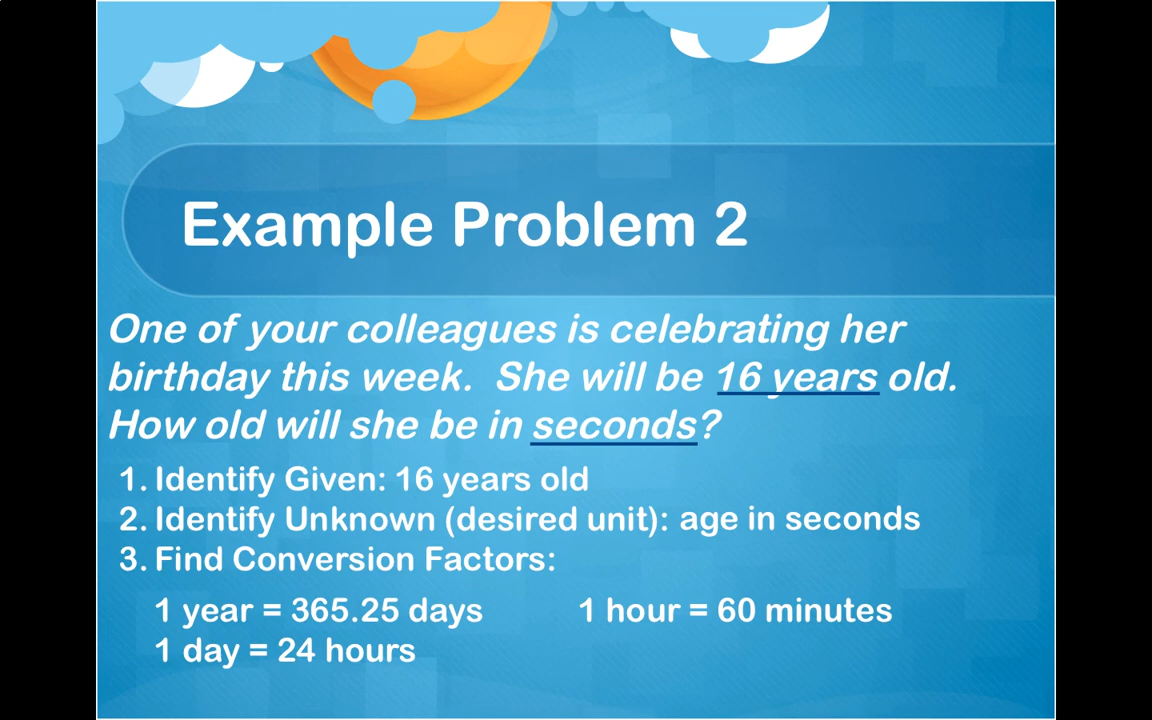 Example Problem 2
One of your colleagues is celebrating her
birthday this week.  She will be 16 years old.
How old will she be in seconds?
1. Identify Given: 16 years old
2. Identify Unknown (desired unit): age in seconds
3. Find Conversion Factors:
1 year = 365.25 days 1 hour = 60 minutes
1 day = 24 hours